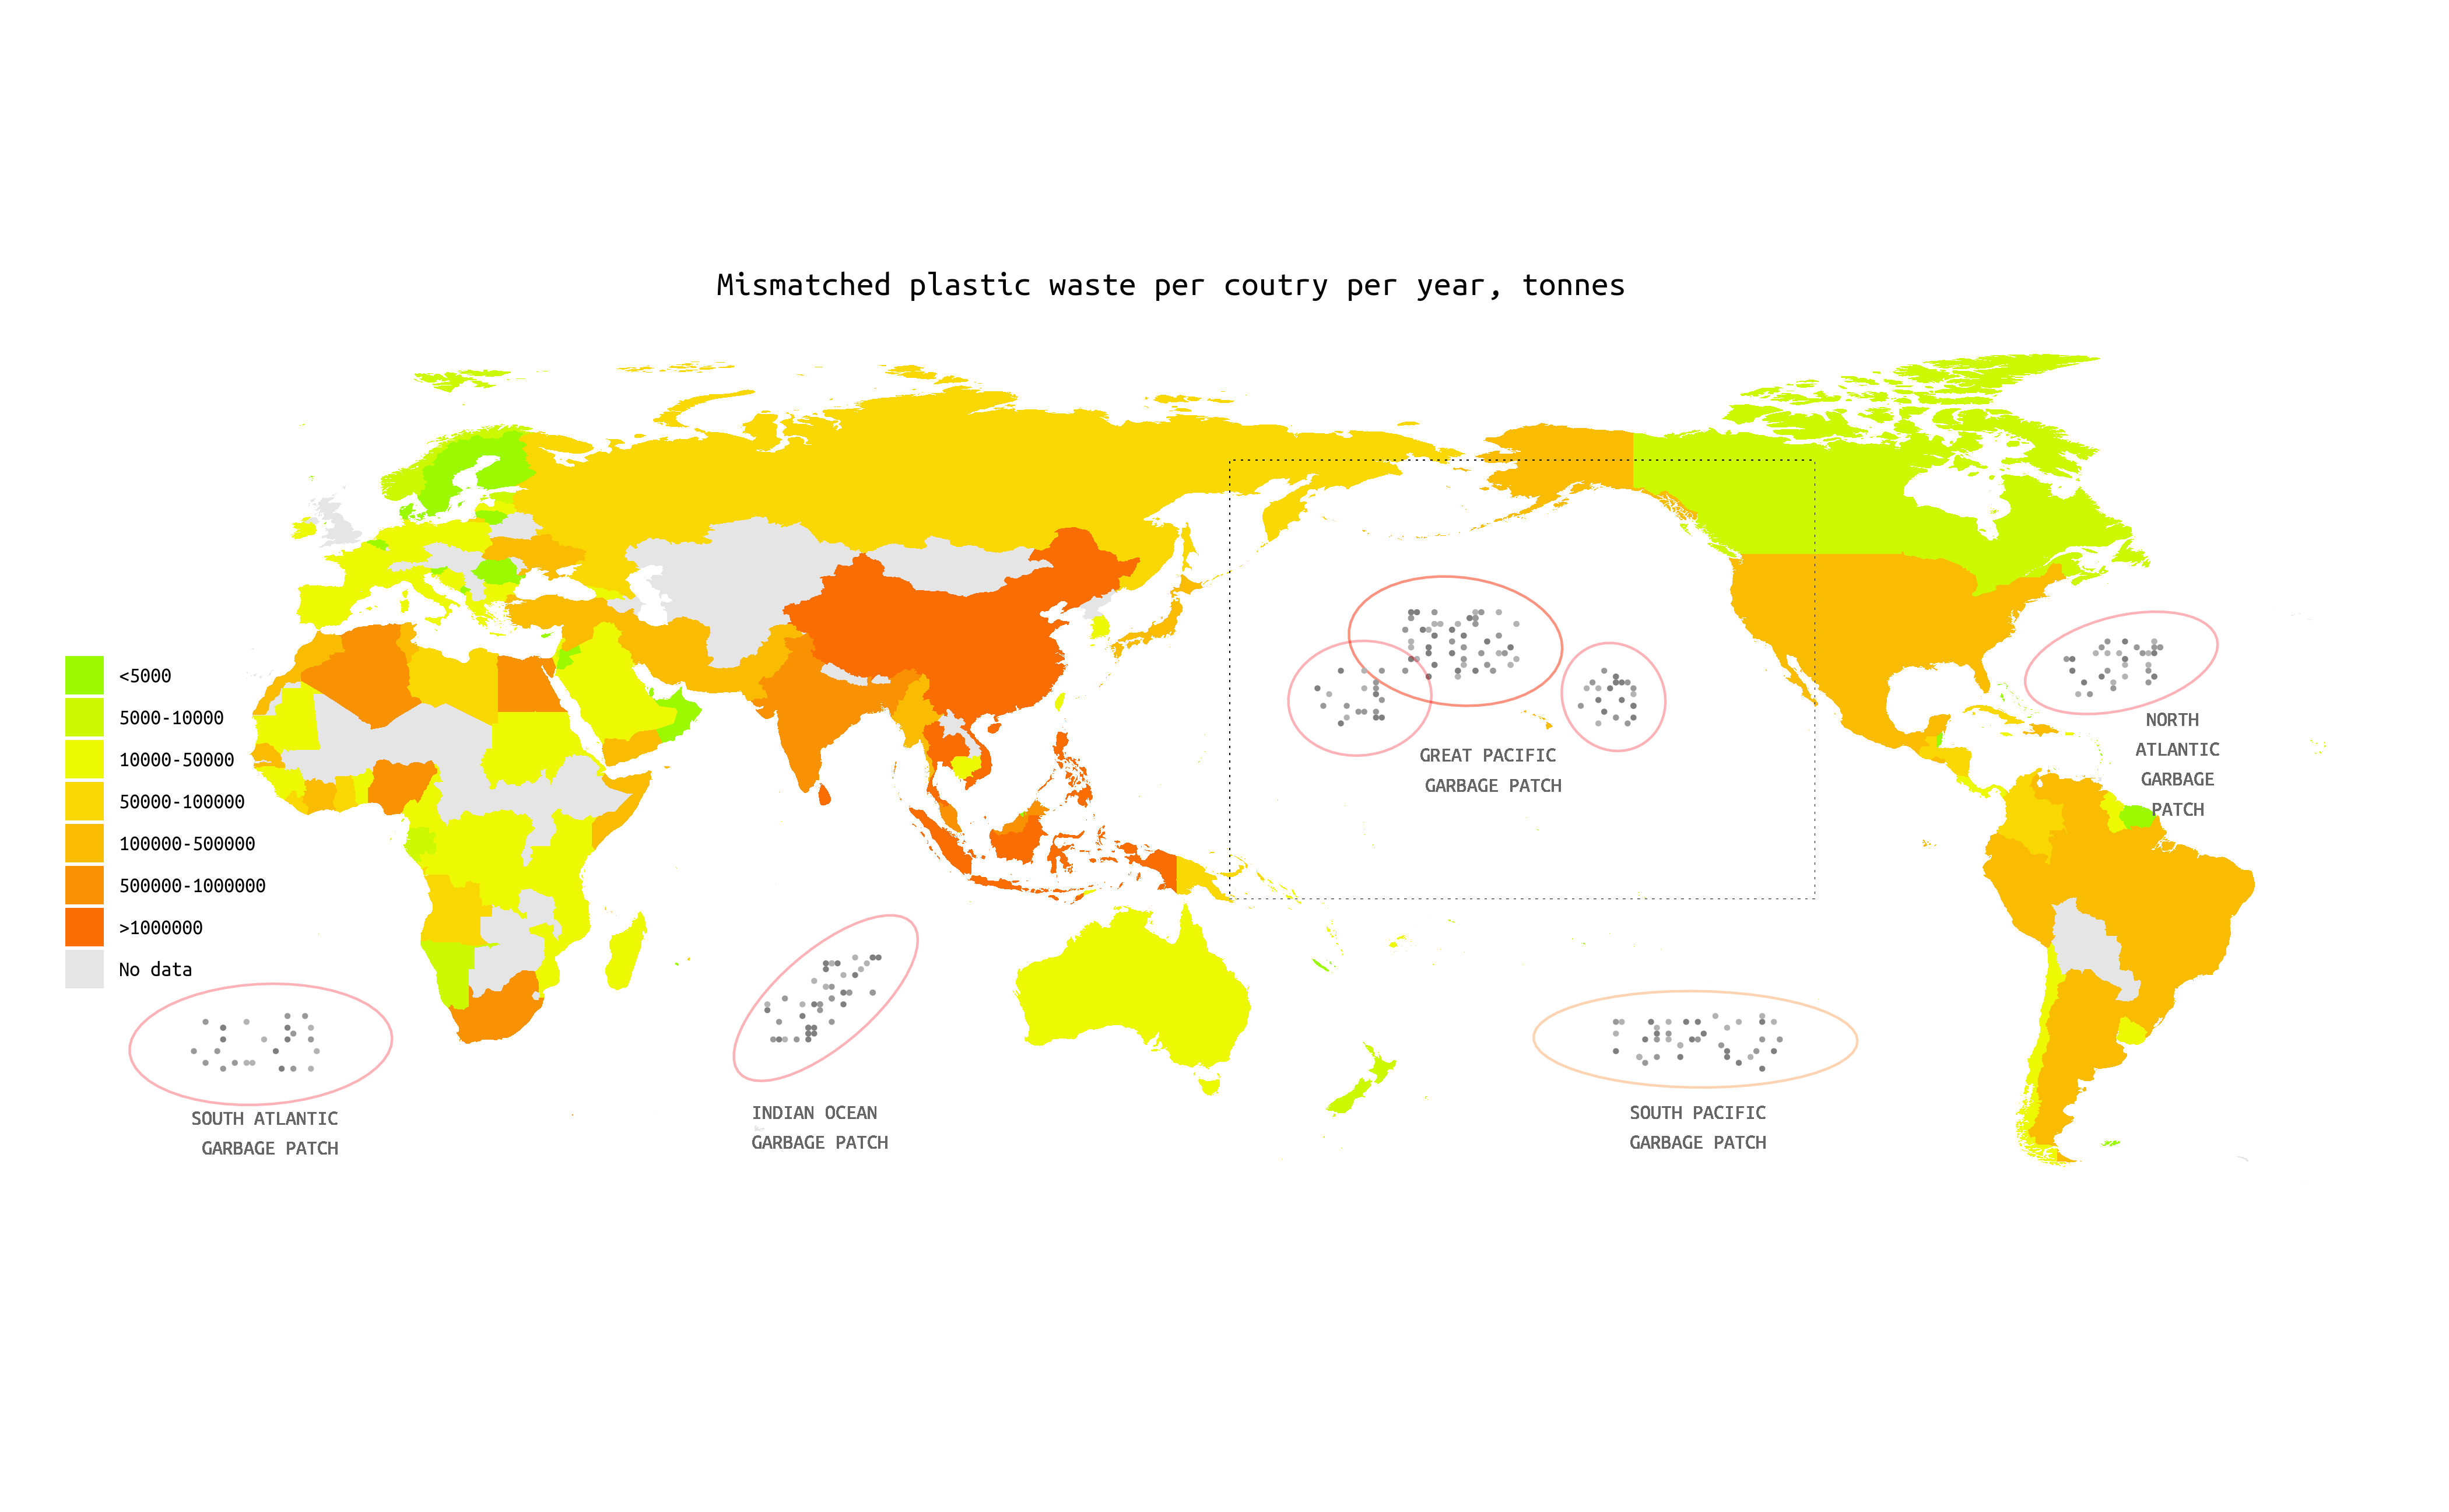 Mismatched plastic waste per coutry per year, tonnes
<5000
5000-10000
10000-50000
50000-100000
100000-500000
500000-1000000
>1000000
No data
GREAT PACIFIC
GARBAGE PATCH
NORTH
ATLANTIC
GARBAGE
PATCH
SOUTH ATLANTIC
GARBAGE PATCH
INDIAN OCEAN
GARBAGE PATCH
SOUTH PACIFIC
GARBAGE PATCH